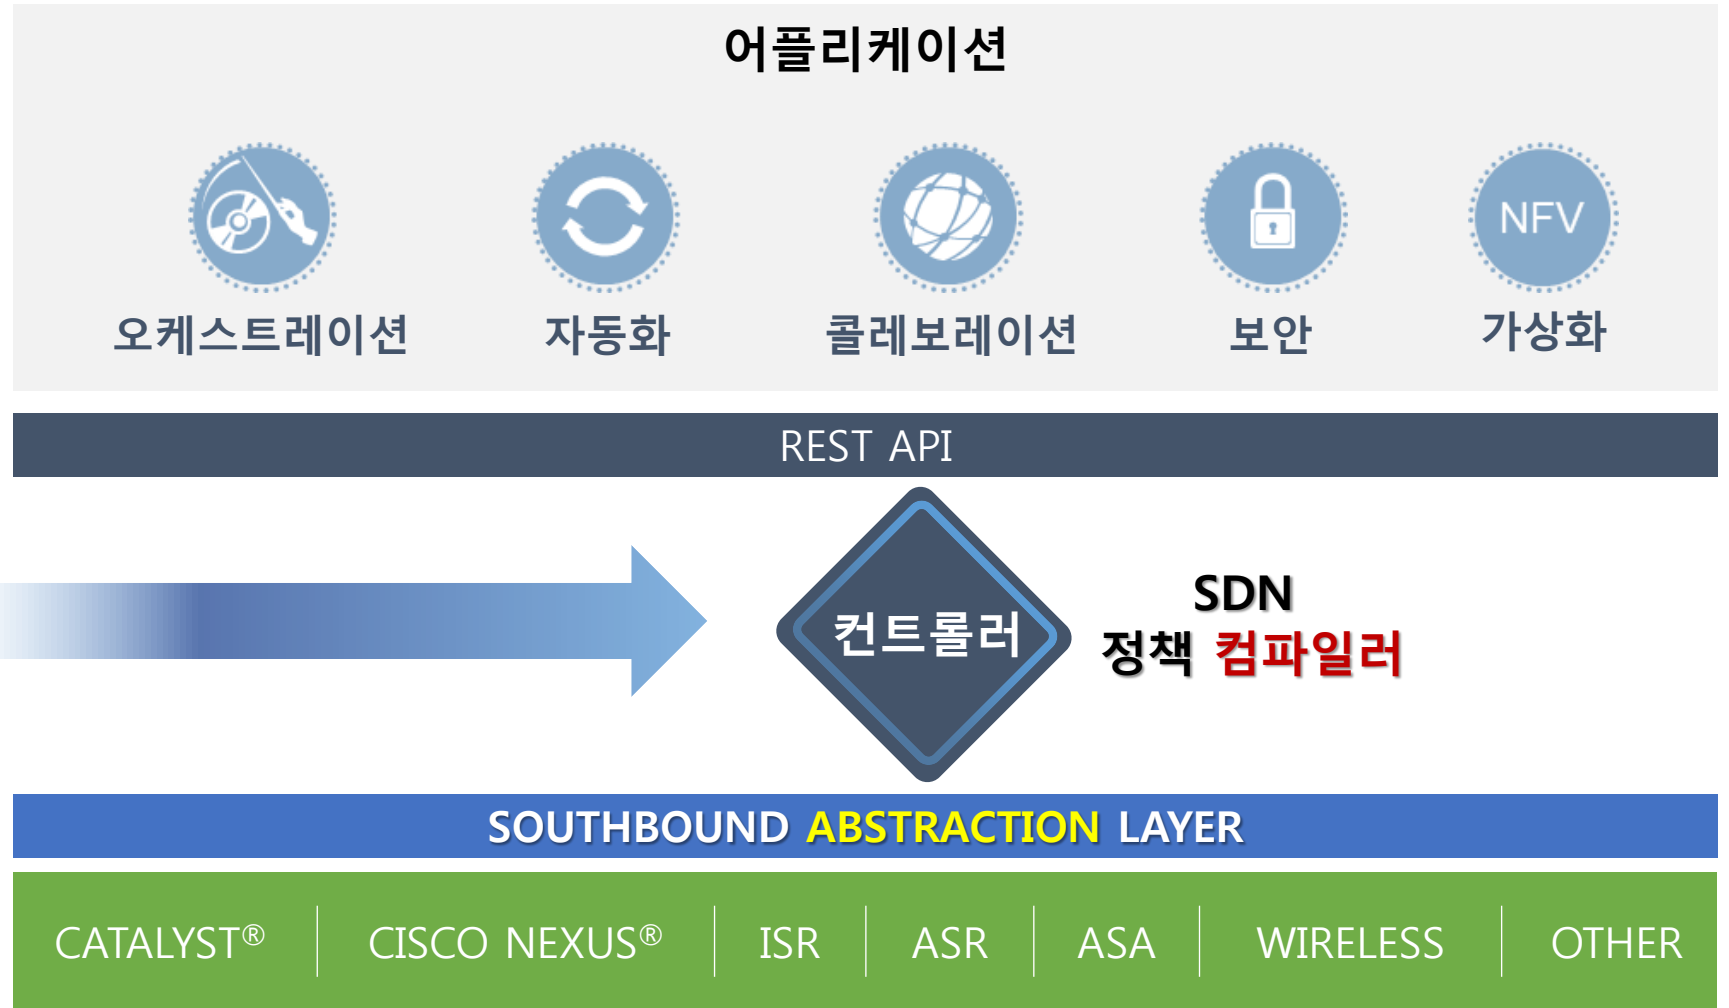 어플리케이션
NFV
오케스트레이션 자동화 콜레보레이션 보안 가상화
REST API
컨트롤러
SDN
정책 컴파일러
SOUTHBOUND ABSTRACTION LAYER
CATALYST® CISCO NEXUS® ISR ASR ASA WIRELESS OTHER